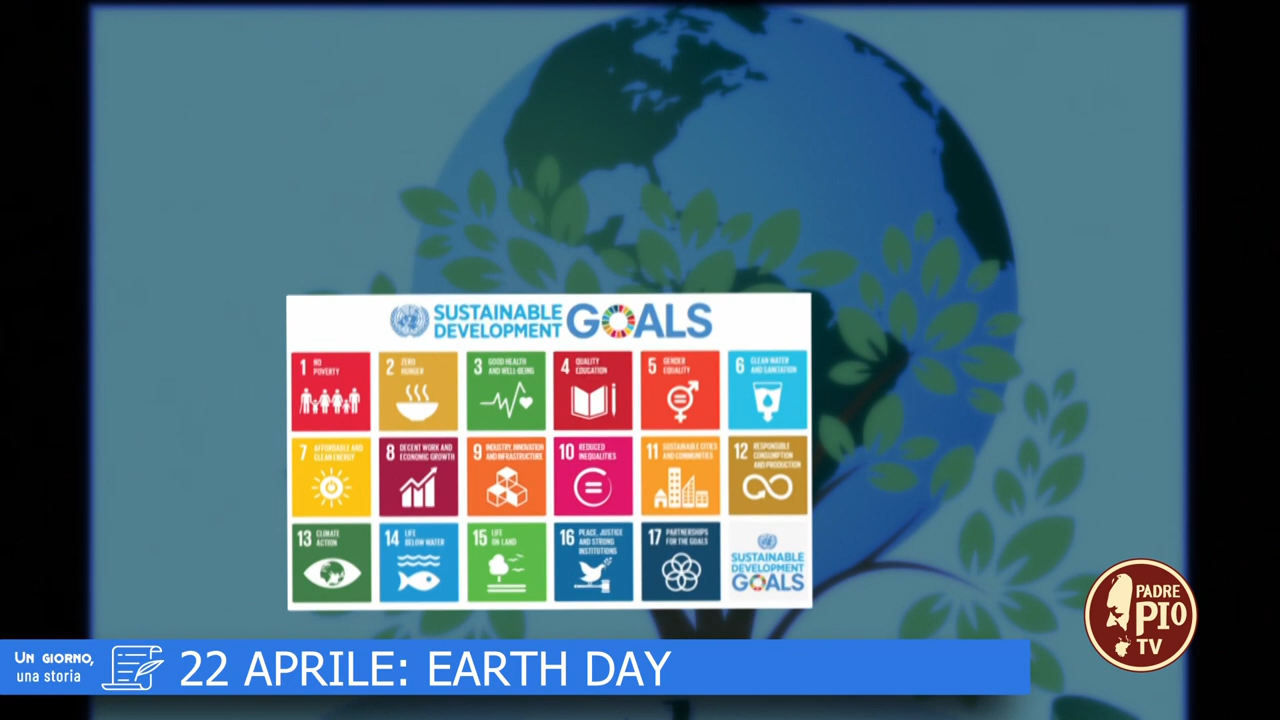 SUSTAINABLE
DEVELOPMENT
GOALS
1 NO
POVERTY
2 ZERO
HUNGER
3 GOOD HEALTH
AND WELL-BEING
4 QUALITY
EDUCATION
5 GENDER
EQUALITY
6 CLEAN WATER
AND SANITATION
7 AFFORDABLE AND
CLEAN ENERGY
8 DECENT WORK AND
ECONOMIC GROWTH
9 INDUSTRY, INNOVATION
AND INFRASTRUCTURE
10 REDUCED
INEQUALITIES
11 SUSTAINABLE CITIES
AND COMMUNITIES
12 RESPONSIBLE
CONSUMPTION
AND PRODUCTION
13 CLIMATE
ACTION
14 LIFE
BELOW WATER
15 LIFE
ON LAND
16 PEACE, JUSTICE
AND STRONG
INSTITUTIONS
17 PARTNERSHIPS
FOR THE GOALS
SUSTAINABLE
DEVELOPMENT
GOALS
PADRE
PIO
TV
UN GIORNO,
una storia
22 APRILE: EARTH DAY